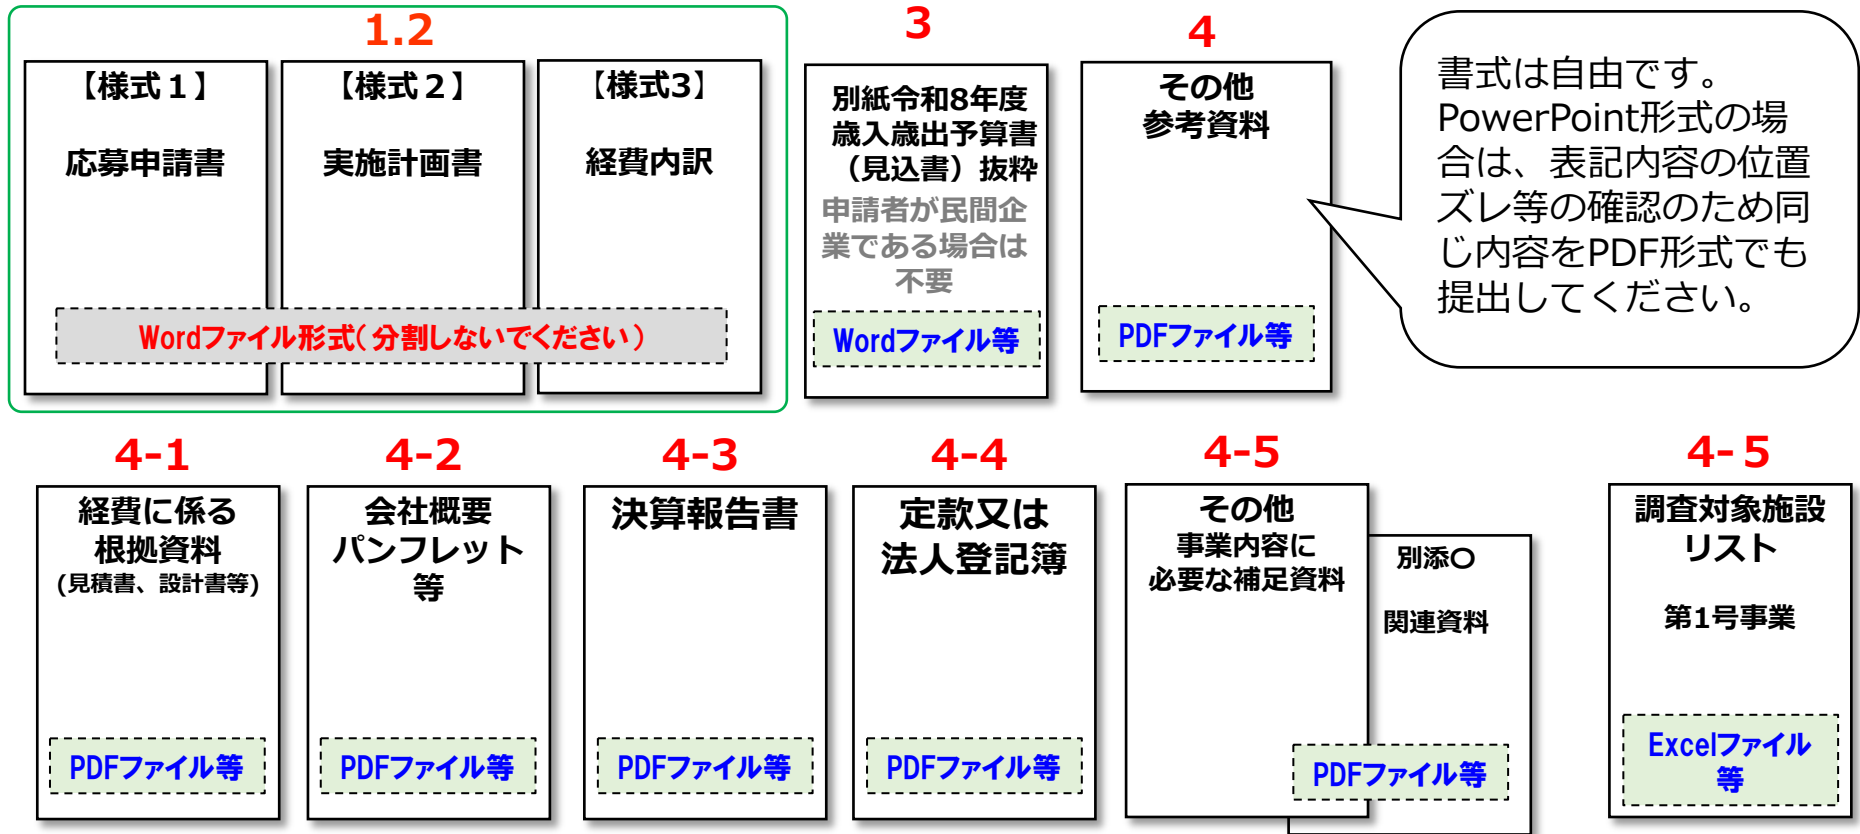 1.2
【様式１】
応募申請書
【様式２】
実施計画書
【様式3】
経費内訳
Wordファイル形式（分割しないでください）
3
別紙令和8年度
歳入歳出予算書
（見込書）抜粋
申請者が民間企
業である場合は
不要
Wordファイル等
4
その他
参考資料
PDFファイル等
書式は自由です。
PowerPoint形式の場
合は、表記内容の位置
ズレ等の確認のため同
じ内容をPDF形式でも
提出してください。
4-1
経費に係る
根拠資料
(見積書、設計書等)
PDFファイル等
4-2
会社概要
パンフレット
等
PDFファイル等
4-3
決算報告書
PDFファイル等
4-4
定款又は
法人登記簿
PDFファイル等
4-5
その他
事業内容に
必要な補足資料
別添〇
関連資料
PDFファイル等
4-５
調査対象施設
リスト
第1号事業
Excelファイル
等